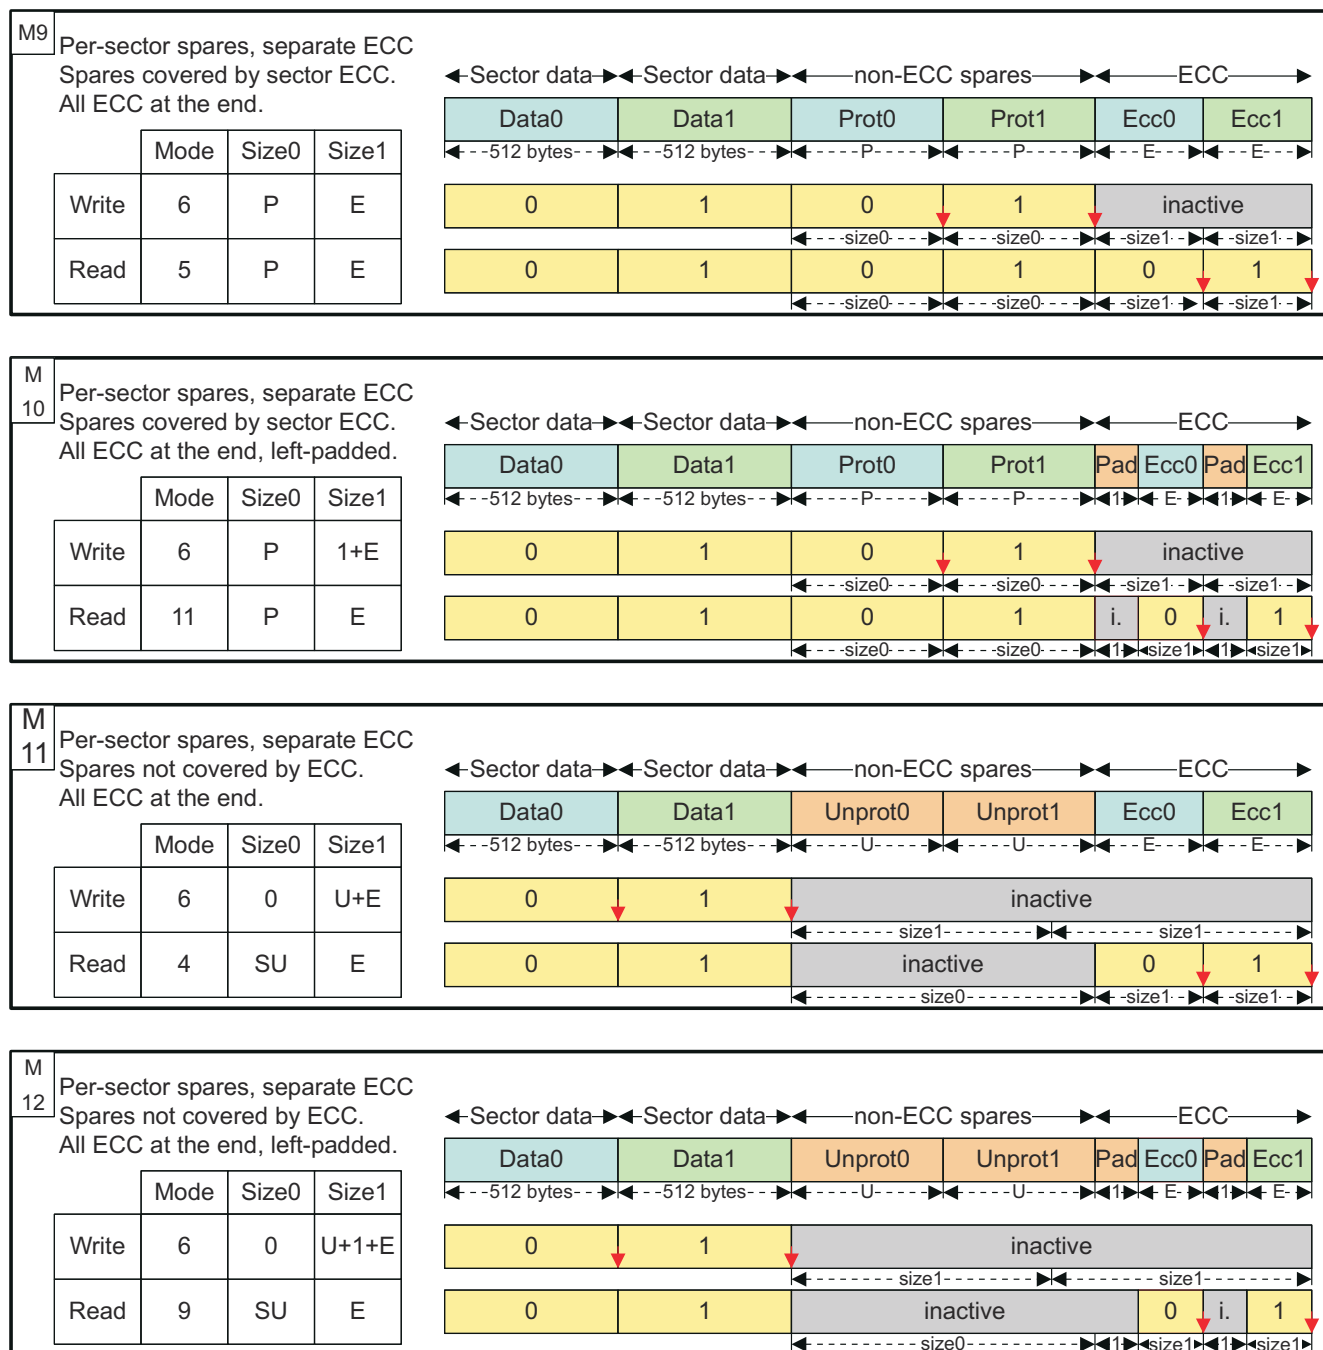 M9
Per-sector spares, separate ECC
Spares covered by sector ECC.
All ECC at the end.
Mode Size0 Size1
Write 6 P E
Read 5 P E
Sector data Sector data non-ECC spares ECC
Data0 Data1 Prot0 Prot1 Ecc0 Ecc1
512 bytes 512 bytes P P E E
0 1 0 1 inactive
size0 size0 size1 size1
0 1 0 1 0 1
size0 size0 size1 size1
M
10
Per-sector spares, separate ECC
Spares covered by sector ECC.
All ECC at the end, left-padded.
Mode Size0 Size1
Write 6 P 1+E
Read 11 P E
Sector data Sector data non-ECC spares ECC
Data0 Data1 Prot0 Prot1 Pad Ecc0 Pad Ecc1
512 bytes 512 bytes P P 1 E 1 E
0 1 0 1 inactive
size0 size0 size1 size1
0 1 0 1 i. 0 i. 1
size0 size0 1 size1 1 size1
M
11
Per-sector spares, separate ECC
Spares not covered by ECC.
All ECC at the end.
Mode Size0 Size1
Write 6 0 U+E
Read 4 SU E
Sector data Sector data non-ECC spares ECC
Data0 Data1 Unprot0 Unprot1 Ecc0 Ecc1
512 bytes 512 bytes U U E E
0 1 inactive
size1 size1
0 1 inactive 0 1
size0 size1 size1
M
12
Per-sector spares, separate ECC
Spares not covered by ECC.
All ECC at the end, left-padded.
Mode Size0 Size1
Write 6 0 U+1+E
Read 9 SU E
Sector data Sector data non-ECC spares ECC
Data0 Data1 Unprot0 Unprot1 Pad Ecc0 Pad Ecc1
512 bytes 512 bytes U U 1 E 1 E
0 1 inactive
size1 size1
0 1 inactive 0 i. 1
size0 1 size1 1 size1